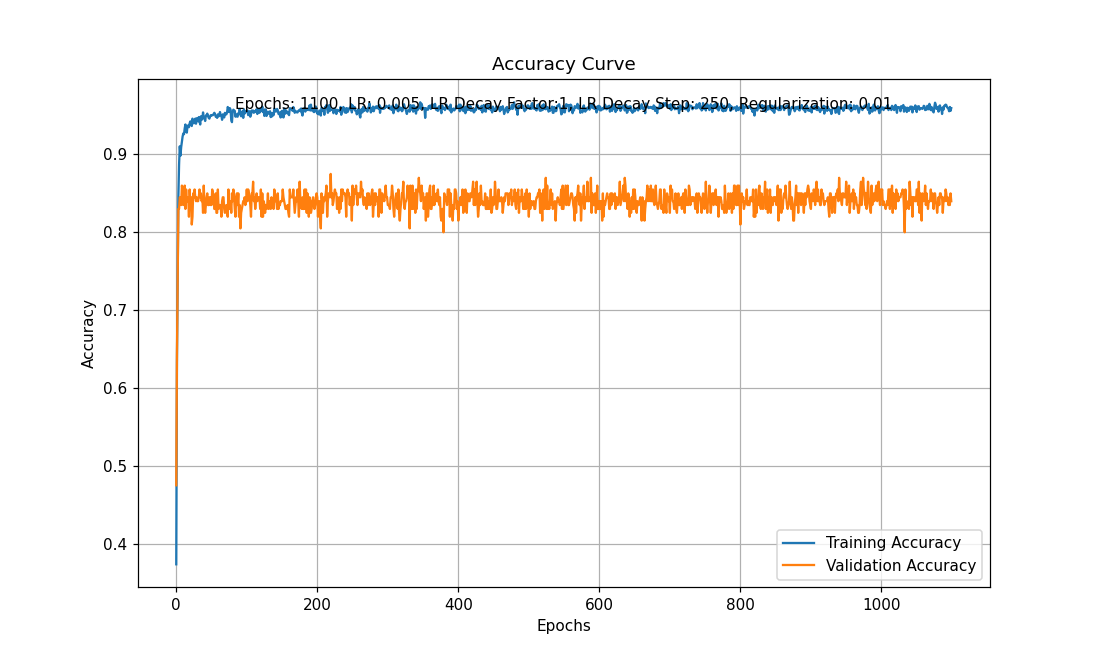 Accuracy Curve
Epochs: 1100, LR: 0.005, LR Decay Factor:1, LR Decay Step: 250, Regularization: 0.01
Accuracy
0.9
0.8
0.7
0.6
0.5
0.4
Training Accuracy
Validation Accuracy
0 200 400 600 800 1000
Epochs